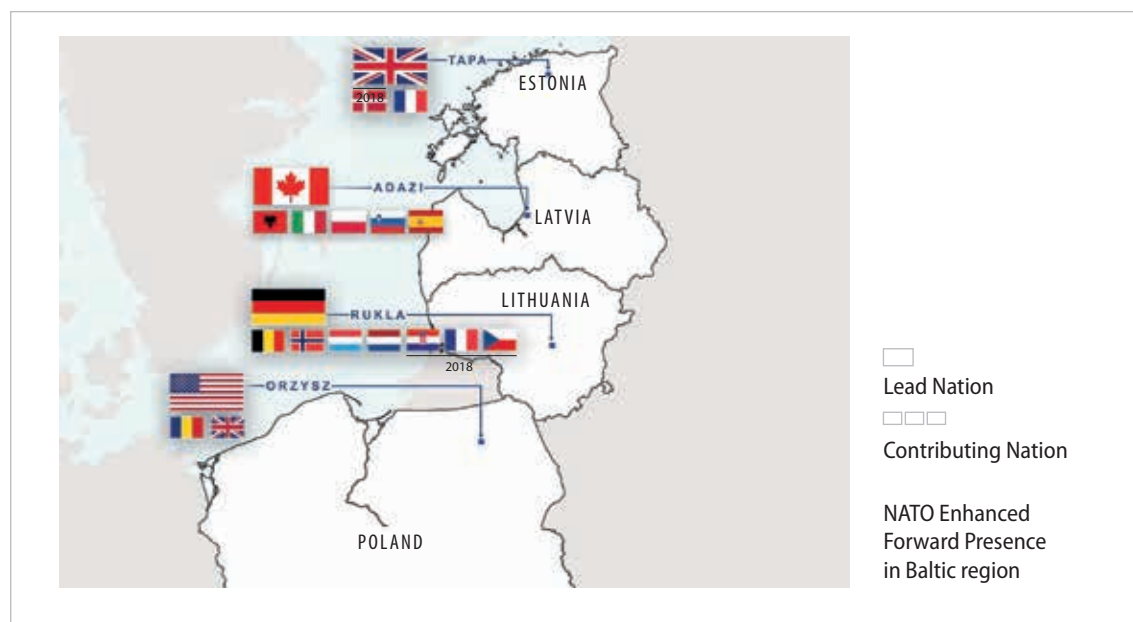 TAPA
ESTONIA
2018
ADAZI
LATVIA
LITHUANIA
RUKLA
2018
ORZYSZ
POLAND
Lead Nation
Contributing Nation
NATO Enhanced
Forward Presence
in Baltic region